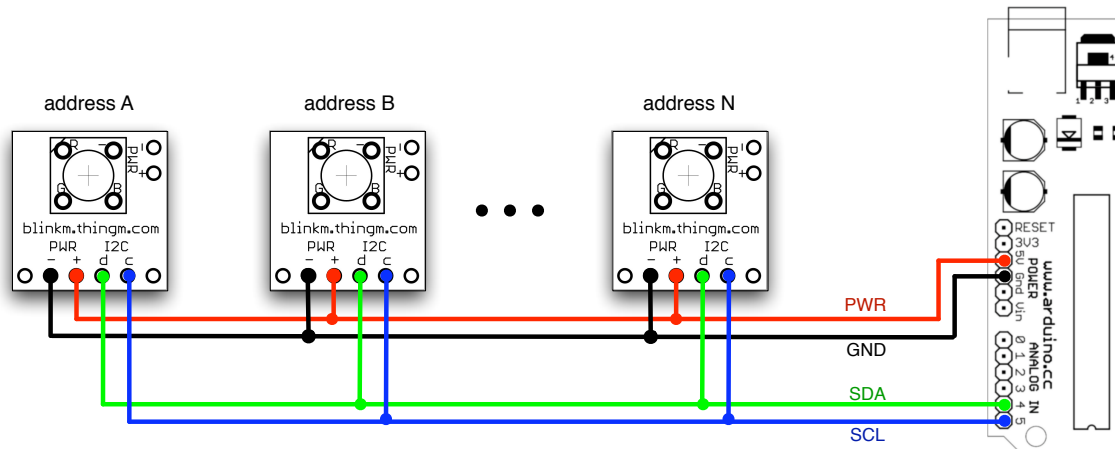 address A
address B
address N
R - PWR -
G B +
blinkm.thingm.com
PWR I2C
- + d c
R - PWR -
G B +
blinkm.thingm.com
PWR I2C
- + d c
R - PWR -
G B +
blinkm.thingm.com
PWR I2C
- + d c
PWR
GND
SDA
SCL
1 2 3 4
RESET
3V3
5V
Gnd
Vin
POWER
www.arduino.cc
0
1
2
3
4
5
ANALOG IN